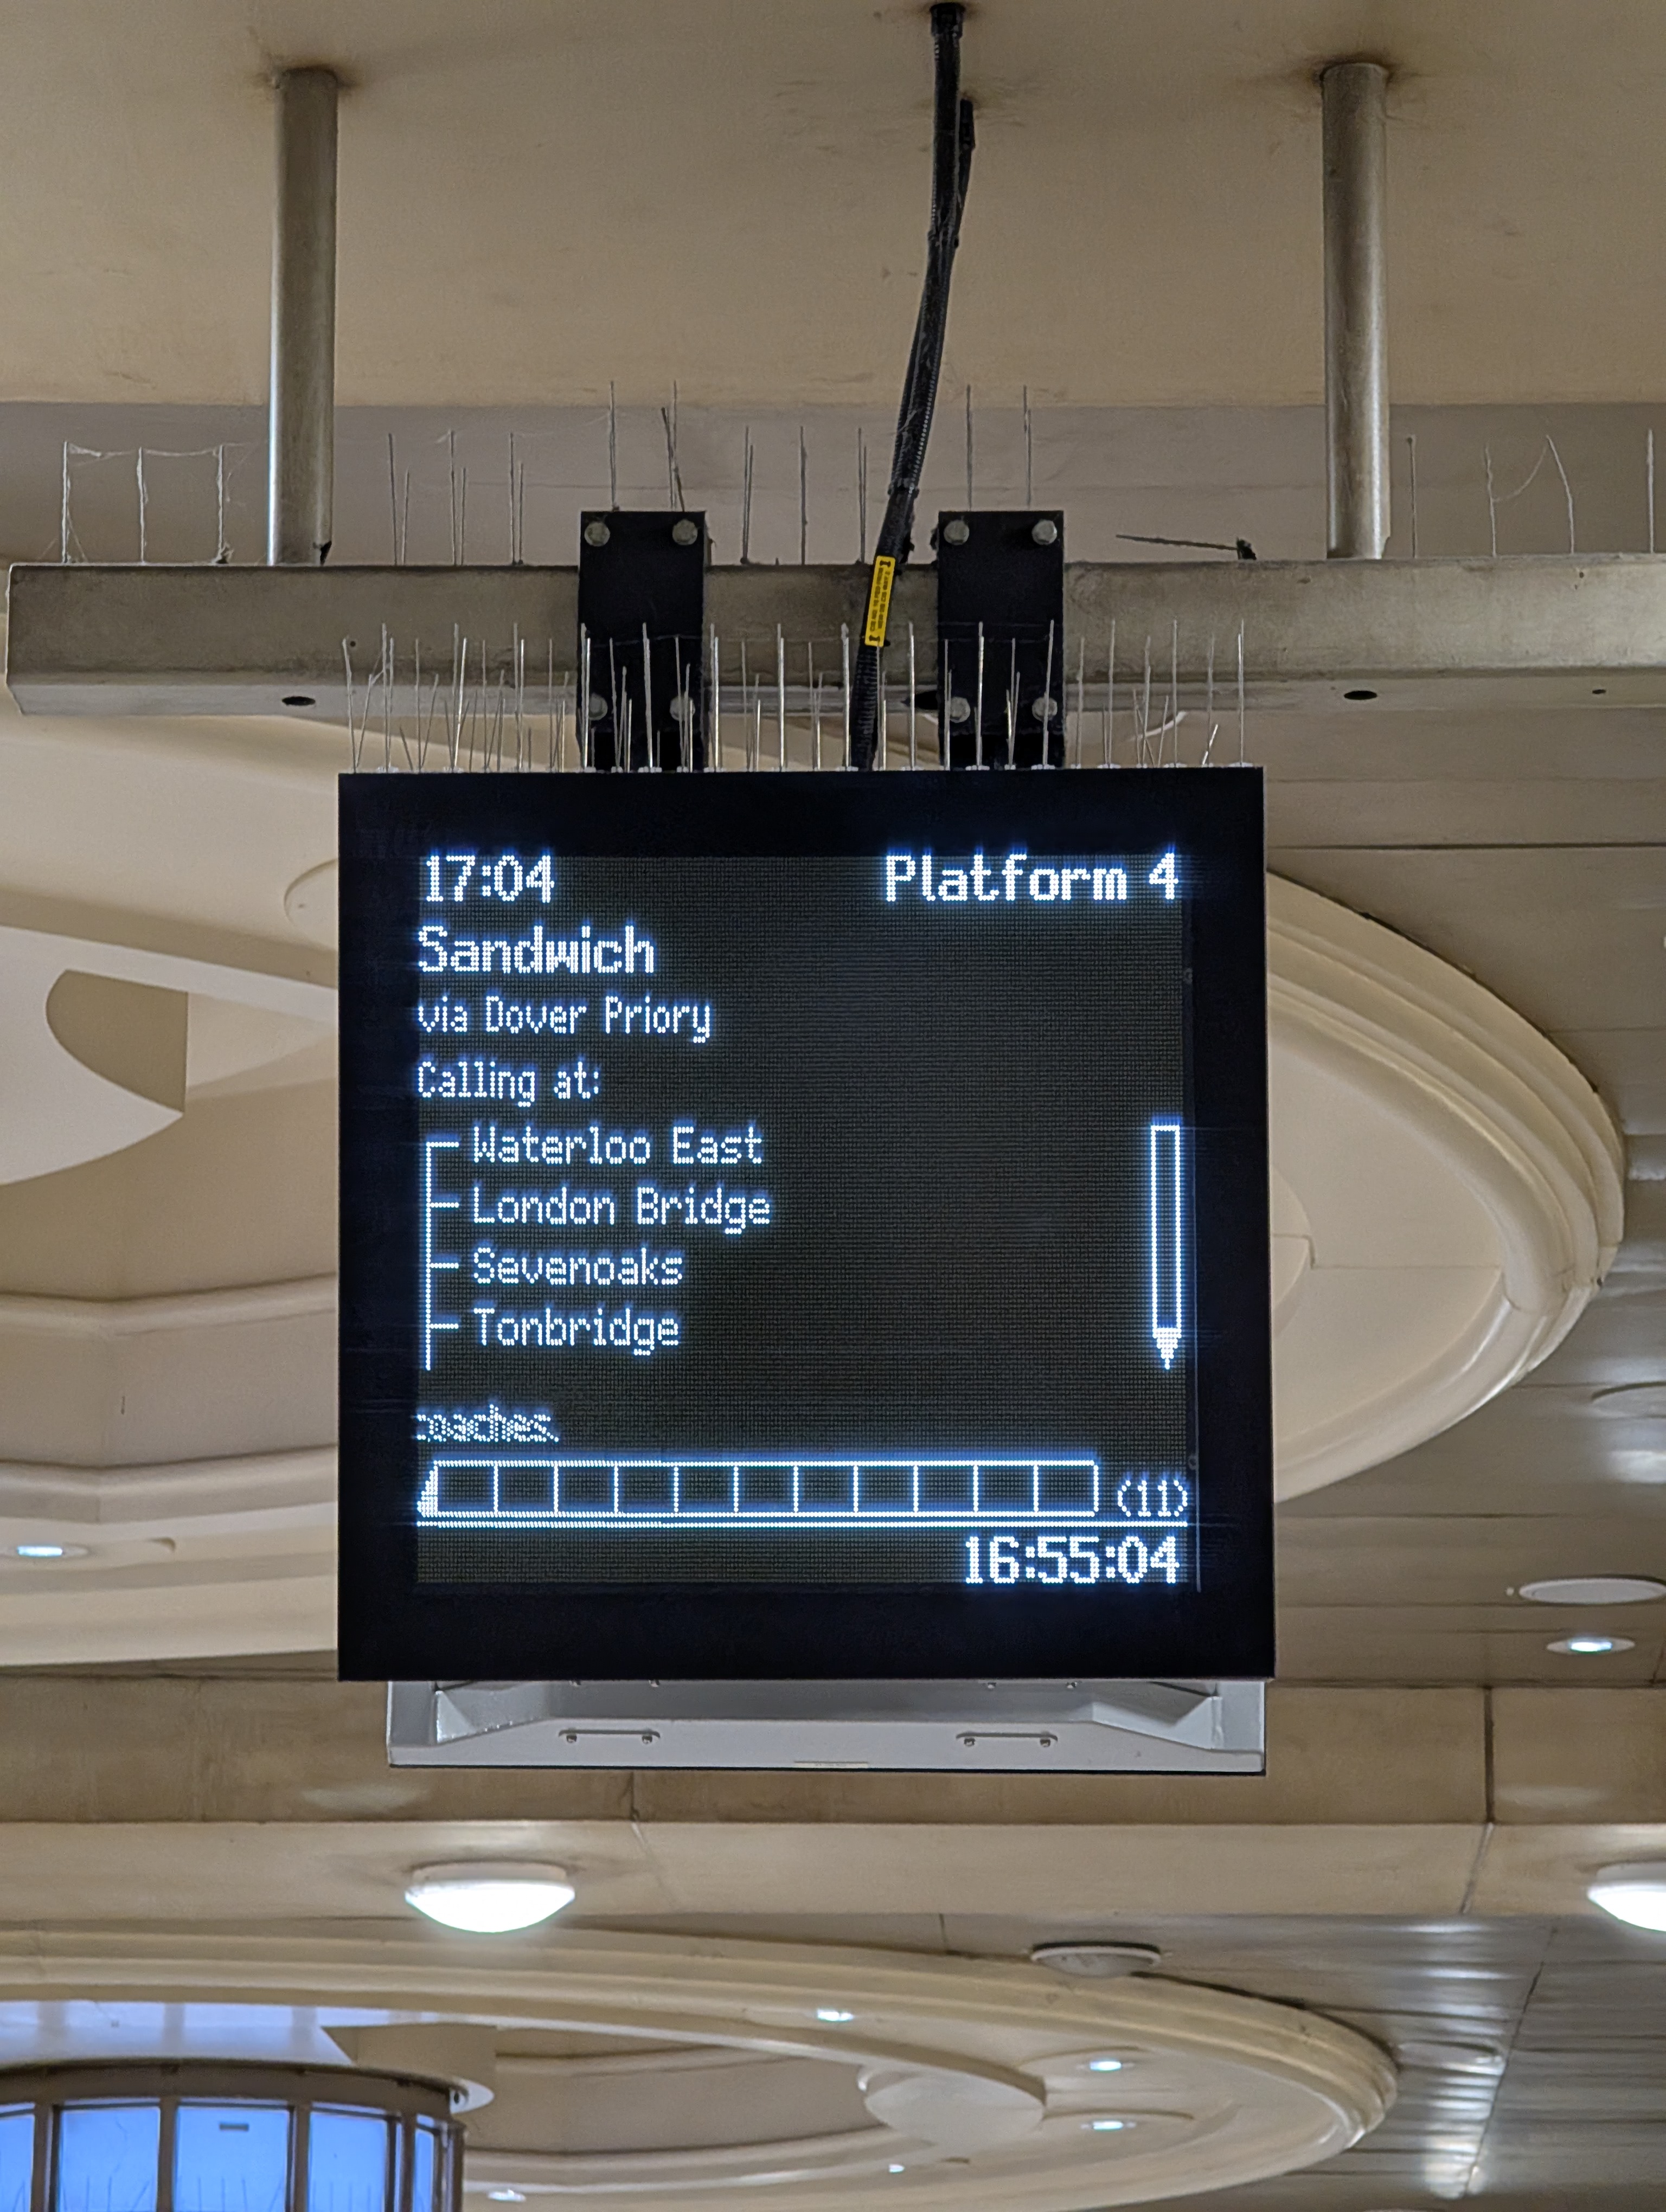 17:04 Platform 4
Sandwich
via Dover Priory
Calling at:
Waterloo East
London Bridge
Sevenoaks
Tonbridge
coaches.
(11)
16:55:04